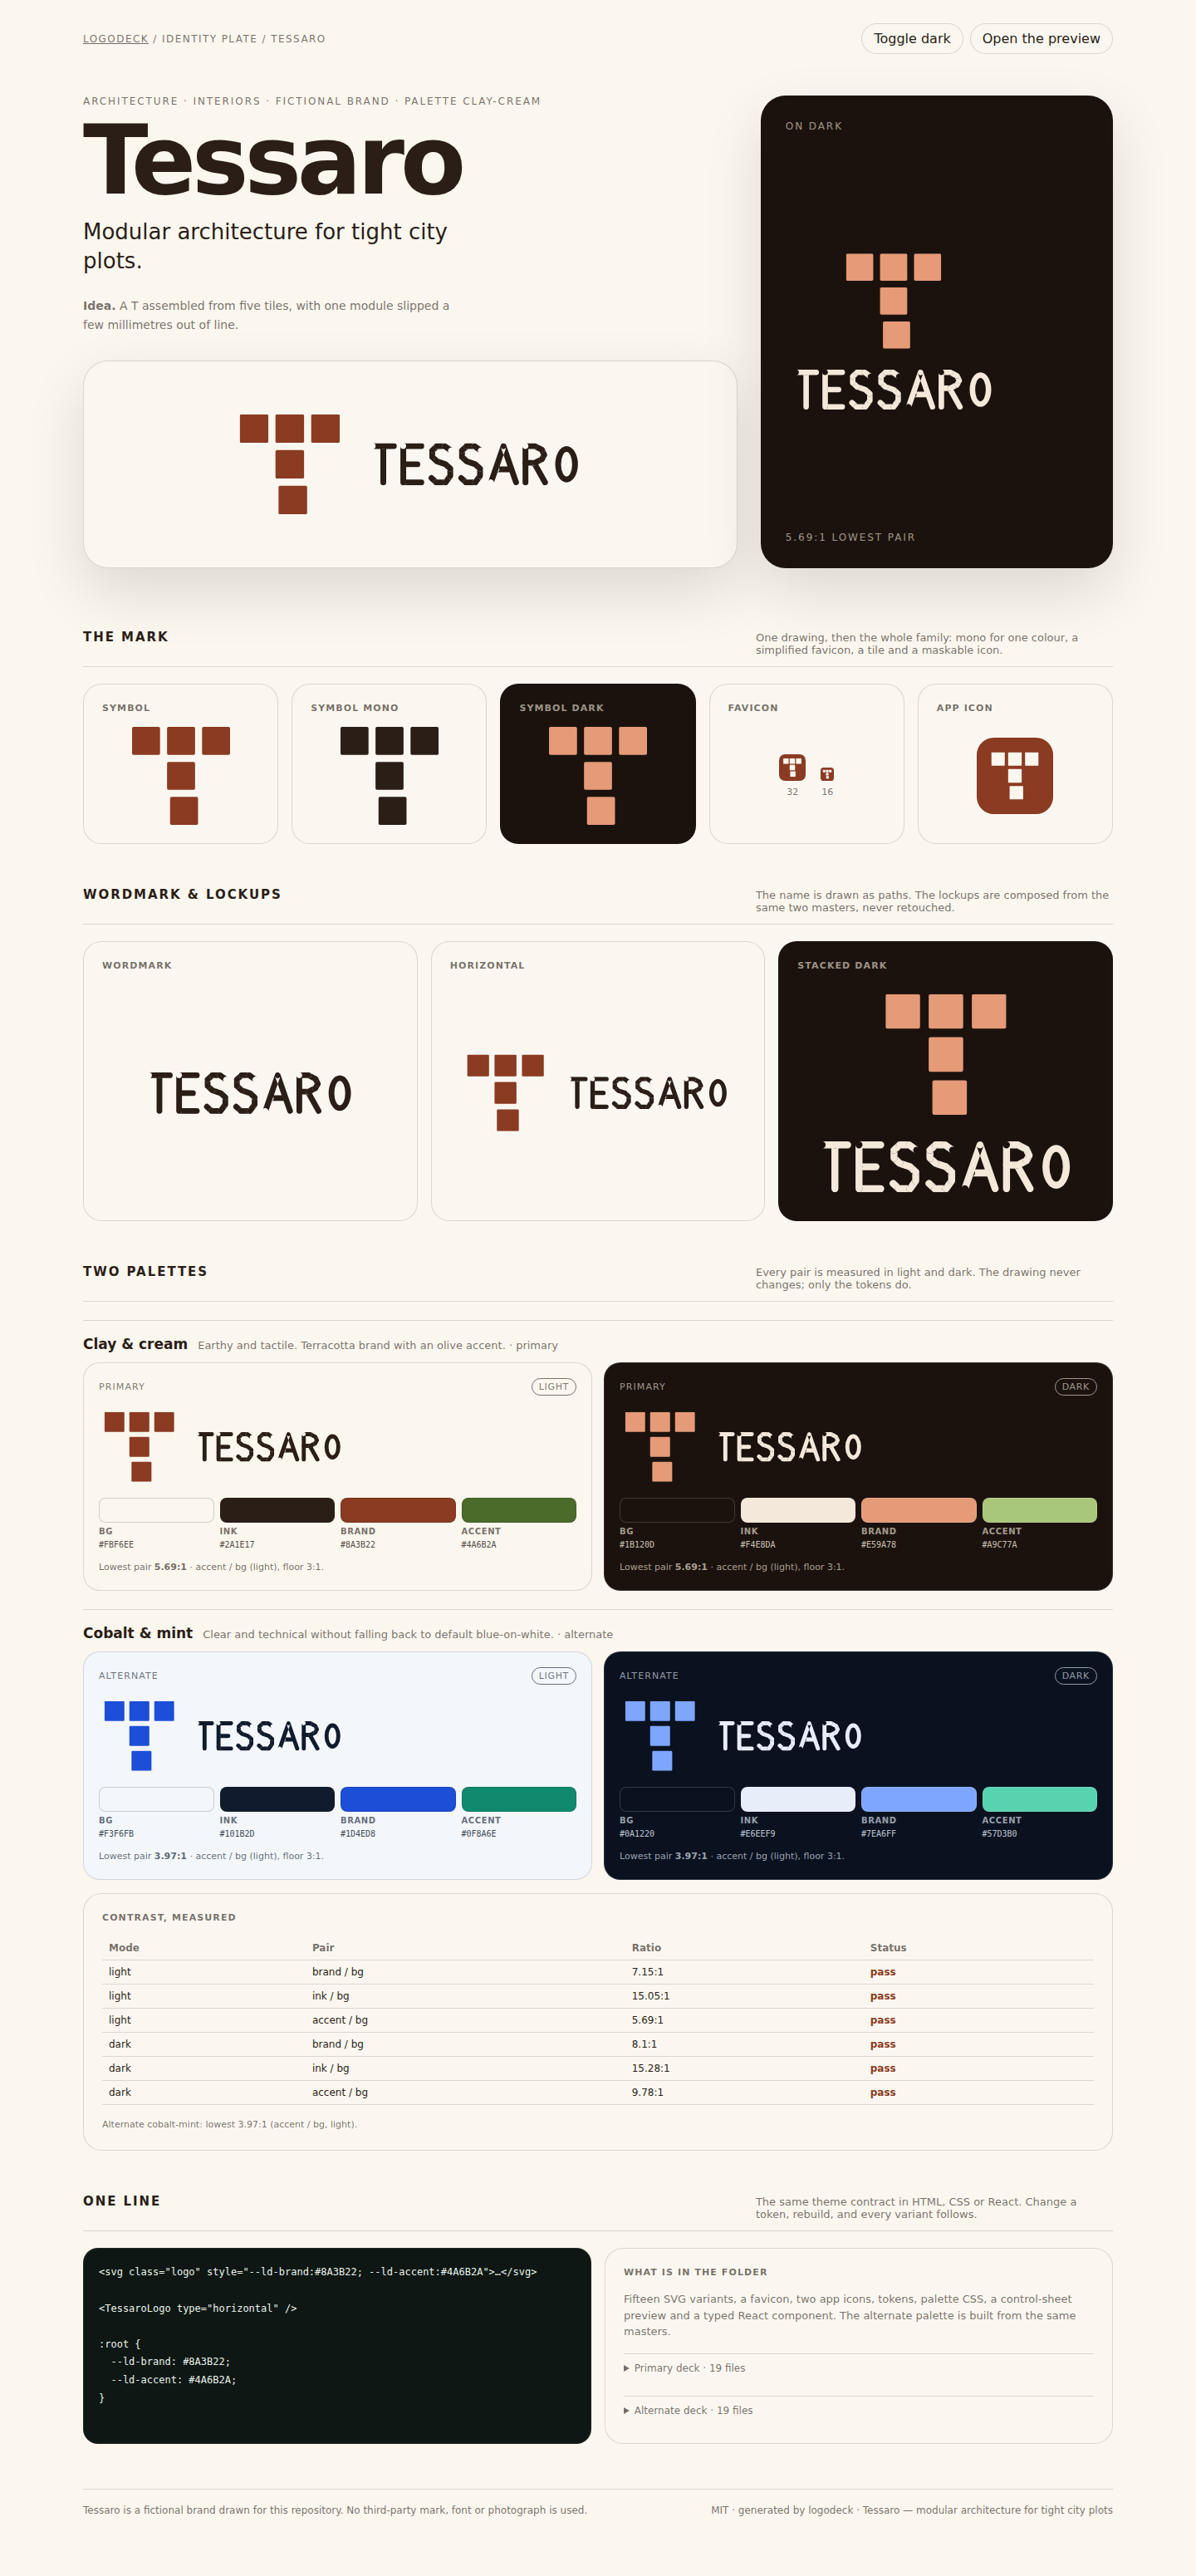 LOGODECK / IDENTITY PLATE / TESSARO
Toggle dark
Open the preview
ARCHITECTURE · INTERIORS · FICTIONAL BRAND · PALETTE CLAY-CREAM
Tessaro
Modular architecture for tight city
plots.
Idea. A T assembled from five tiles, with one module slipped a
few millimetres out of line.
TESSARO
ON DARK
TESSARO
5.69:1 LOWEST PAIR
THE MARK
One drawing, then the whole family: mono for one colour, a
simplified favicon, a tile and a maskable icon.
SYMBOL
SYMBOL MONO
SYMBOL DARK
FAVICON
32
16
APP ICON
WORDMARK & LOCKUPS
The name is drawn as paths. The lockups are composed from the
same two masters, never retouched.
WORDMARK
TESSARO
HORIZONTAL
TESSARO
STACKED DARK
TESSARO
TWO PALETTES
Every pair is measured in light and dark. The drawing never
changes; only the tokens do.
Clay & cream Earthy and tactile. Terracotta brand with an olive accent. · primary
PRIMARY
LIGHT
TESSARO
BG
INK
BRAND
ACCENT
#FBF6EE
#2A1E17
#8A3B22
#4A6B2A
Lowest pair 5.69:1 · accent / bg (light), floor 3:1.
PRIMARY
DARK
TESSARO
BG
INK
BRAND
ACCENT
#1B120D
#F4E8DA
#E59A78
#A9C77A
Lowest pair 5.69:1 · accent / bg (light), floor 3:1.
Cobalt & mint Clear and technical without falling back to default blue-on-white. · alternate
ALTERNATE
LIGHT
TESSARO
BG
INK
BRAND
ACCENT
#F3F6FB
#101B2D
#1D4ED8
#0F8A6E
Lowest pair 3.97:1 · accent / bg (light), floor 3:1.
ALTERNATE
DARK
TESSARO
BG
INK
BRAND
ACCENT
#0A1220
#E6EEF9
#7EA6FF
#57D3B0
Lowest pair 3.97:1 · accent / bg (light), floor 3:1.
CONTRAST, MEASURED
Mode Pair Ratio Status
light brand / bg 7.15:1 pass
light ink / bg 15.05:1 pass
light accent / bg 5.69:1 pass
dark brand / bg 8.1:1 pass
dark ink / bg 15.28:1 pass
dark accent / bg 9.78:1 pass
Alternate cobalt-mint: lowest 3.97:1 (accent / bg, light).
ONE LINE
The same theme contract in HTML, CSS or React. Change a
token, rebuild, and every variant follows.
<svg class="logo" style="--ld-brand:#8A3B22; --ld-accent:#4A6B2A">…</svg>
<TessaroLogo type="horizontal" />
:root {
--ld-brand: #8A3B22;
--ld-accent: #4A6B2A;
}
WHAT IS IN THE FOLDER
Fifteen SVG variants, a favicon, two app icons, tokens, palette CSS, a control-sheet
preview and a typed React component. The alternate palette is built from the same
masters.
Primary deck · 19 files
Alternate deck · 19 files
Tessaro is a fictional brand drawn for this repository. No third-party mark, font or photograph is used.
MIT · generated by logodeck · Tessaro — modular architecture for tight city plots